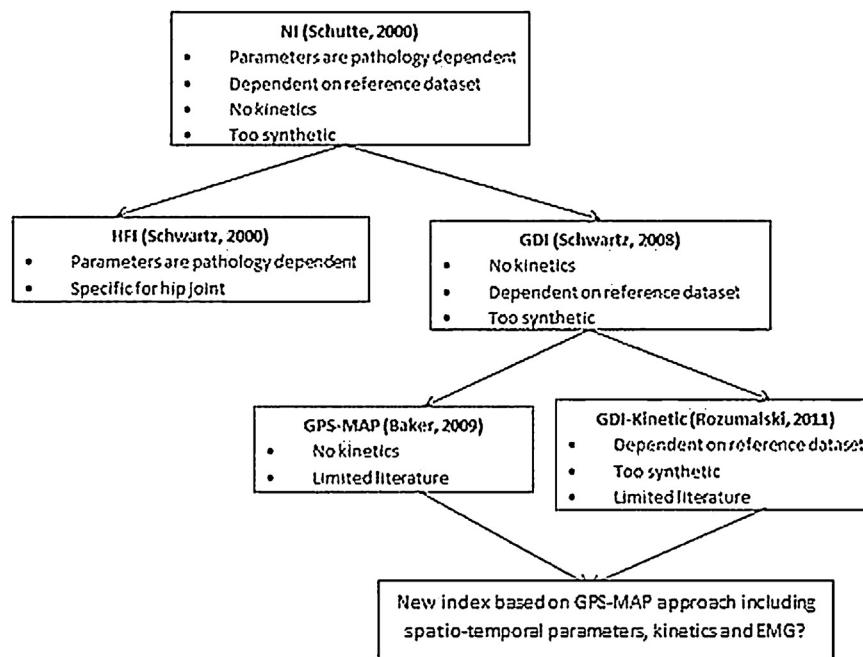 NI (Schutte, 2000)
• Parameters are pathology dependent
• Dependent on reference dataset
• No kinetics
• Too synthetic
HFI (Schwartz, 2000)
• Parameters are pathology dependent
• Specific for hip joint
GDI (Schwartz, 2008)
• No kinetics
• Dependent on reference dataset
• Too synthetic
GPS-MAP (Baker, 2009)
• No kinetics
• Limited literature
GDI-Kinetic (Rozumalski, 2011)
• Dependent on reference dataset
• Too synthetic
• Limited literature
New index based on GPS-MAP approach including
spatio-temporal parameters, kinetics and EMG?